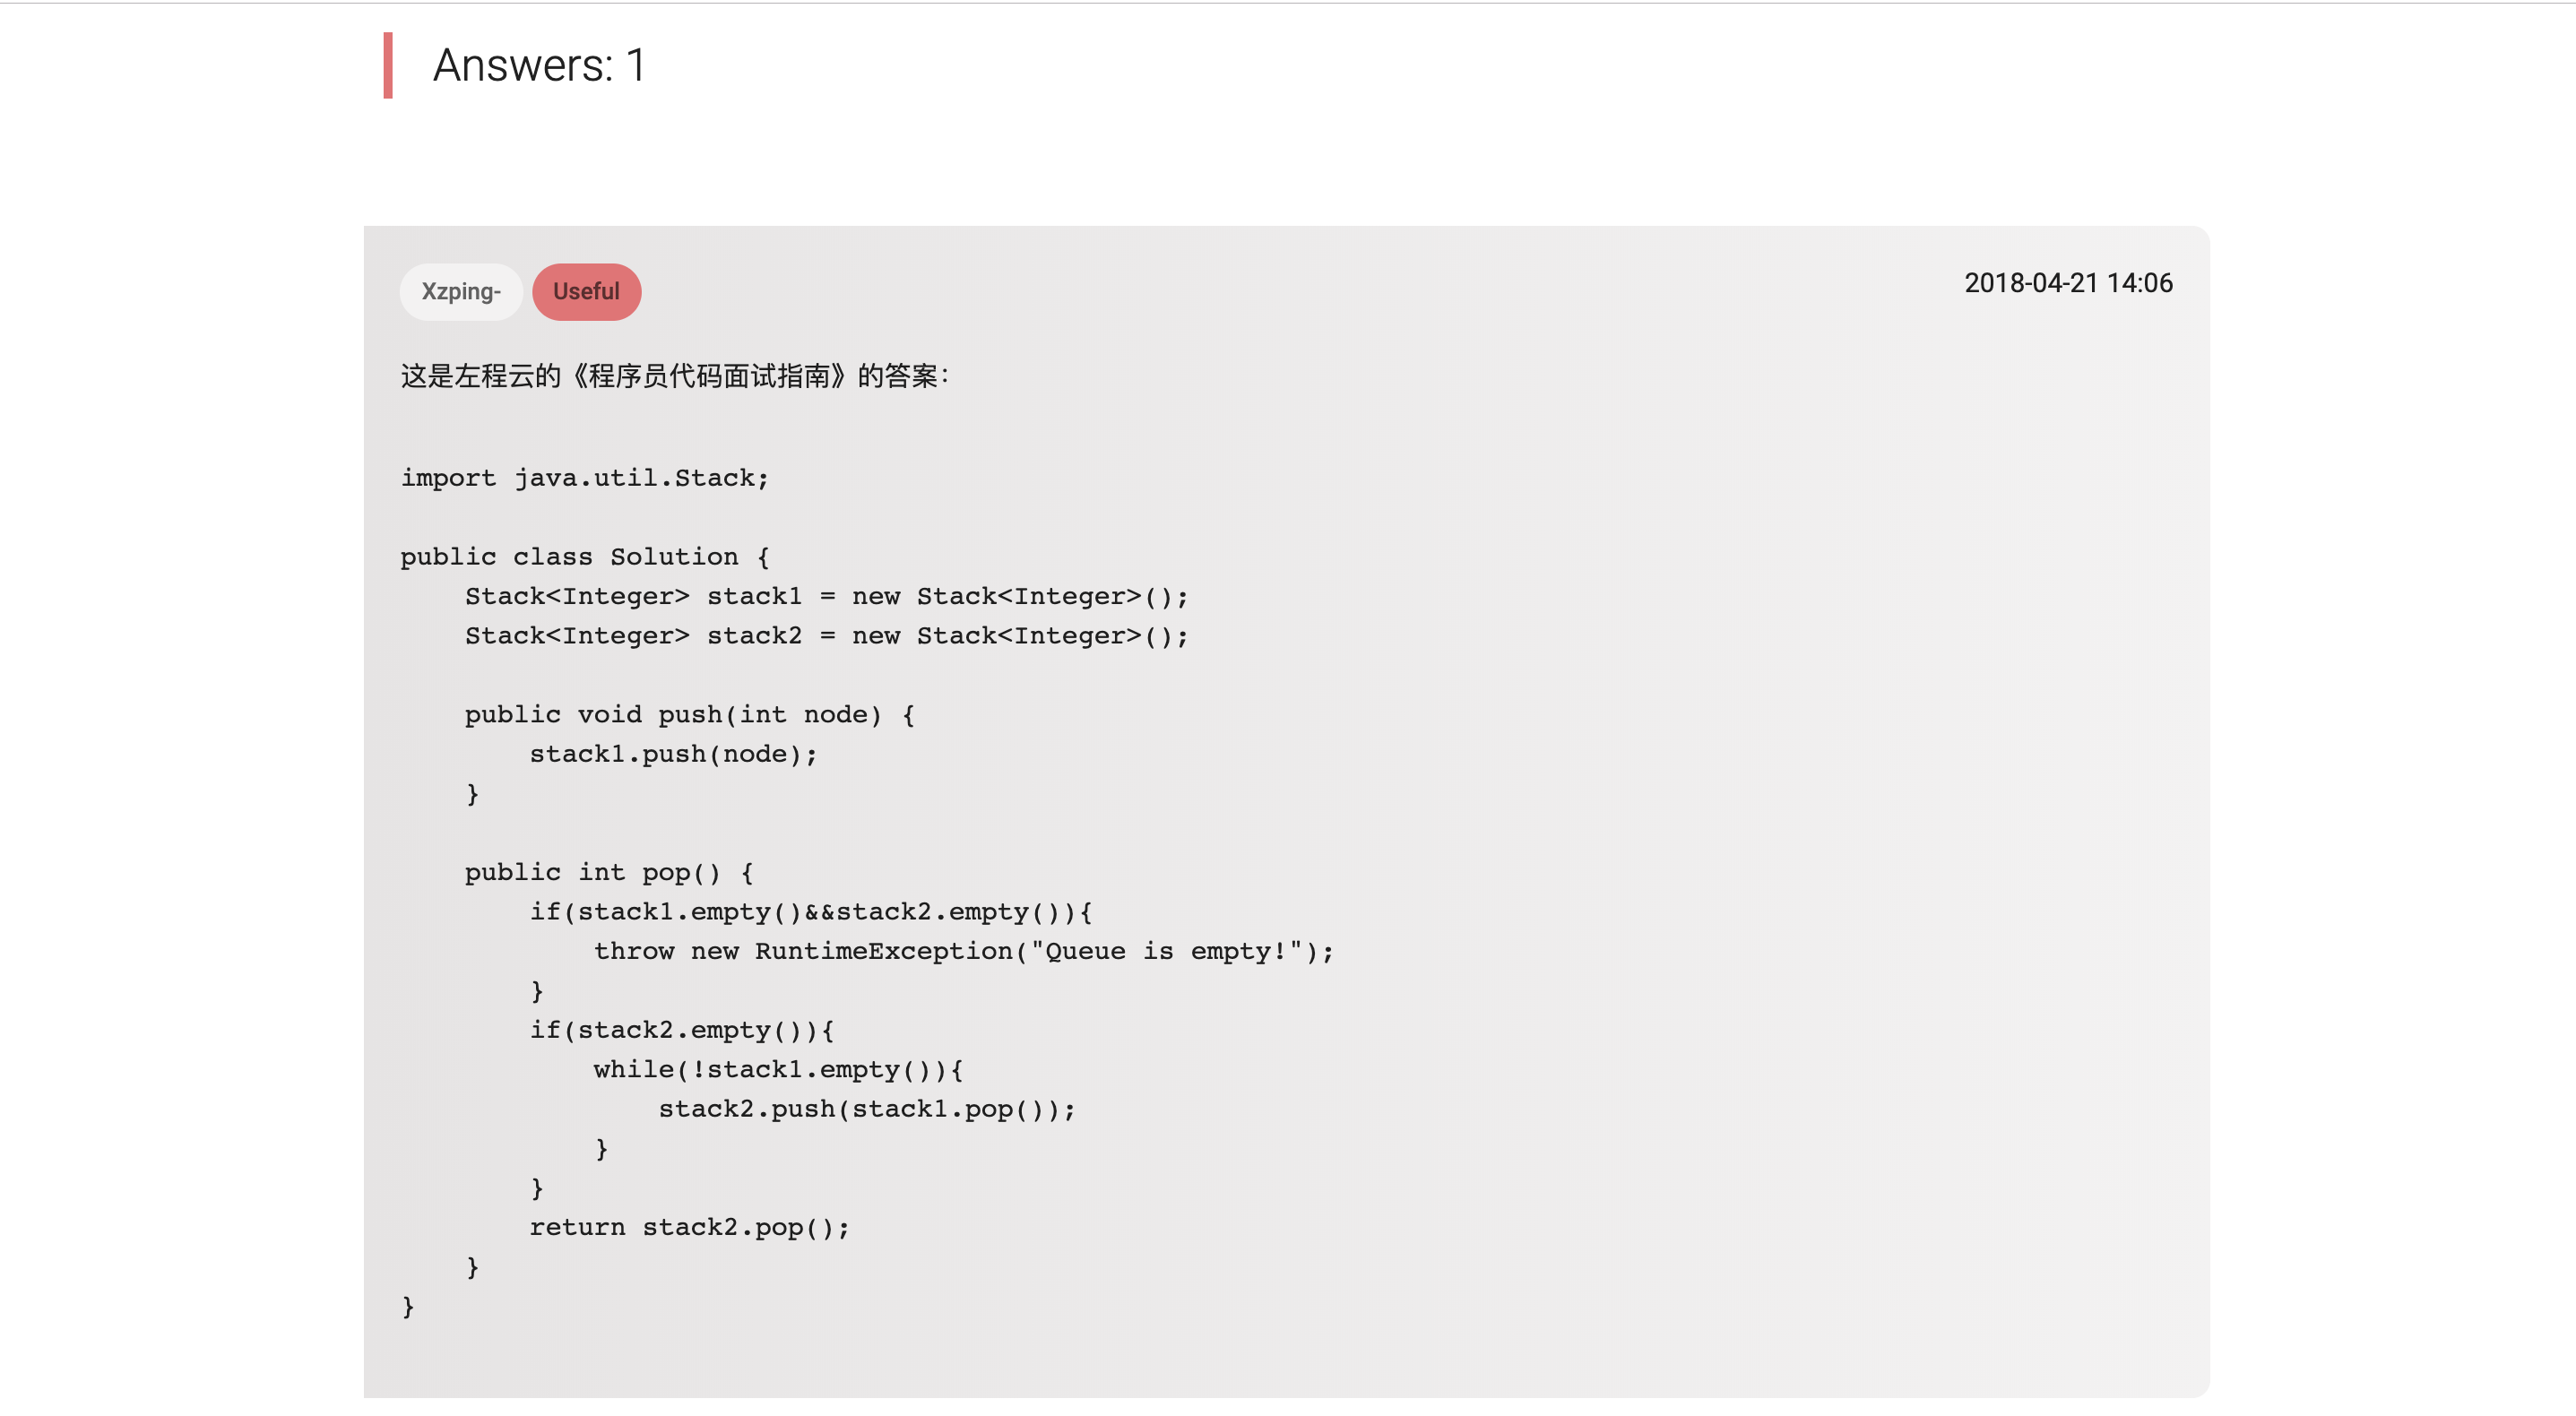 Answers: 1
Xzping- Useful 2018-04-21 14:06
这是左程云的《程序员代码面试指南》的答案：
import java.util.Stack;
public class Solution {
    Stack<Integer> stack1 = new Stack<Integer>();
    Stack<Integer> stack2 = new Stack<Integer>();
    public void push(int node) {
        stack1.push(node);
    }
    public int pop() {
        if(stack1.empty()&&stack2.empty()){
            throw new RuntimeException("Queue is empty!");
        }
        if(stack2.empty()){
            while(!stack1.empty()){
                stack2.push(stack1.pop());
            }
        }
        return stack2.pop();
    }
}